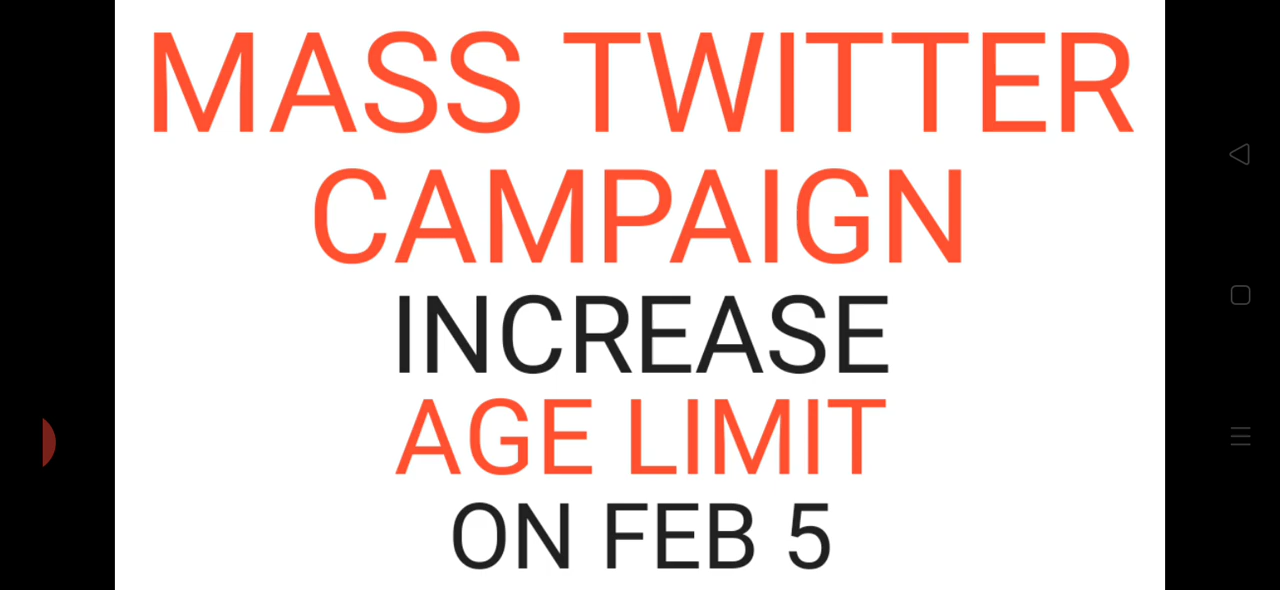 MASS TWITTER
CAMPAIGN
INCREASE
AGE LIMIT
ON FEB 5